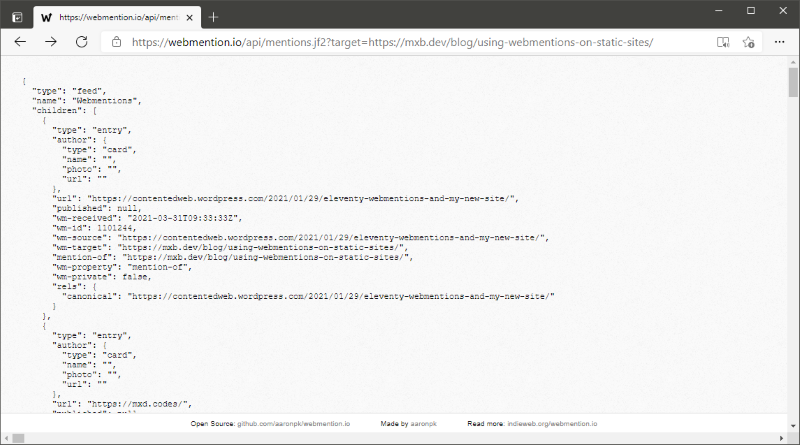 https://webmention.io/api/ment
https://webmention.io/api/mentions.jf2?target=https://mxb.dev/blog/using-webmentions-on-static-sites/
{
"type": "feed",
"name": "Webmentions",
"children": [
{
"type": "entry",
"author": {
"type": "card",
"name": "",
"photo": "",
"url": ""
},
"url": "https://contentedweb.wordpress.com/2021/01/29/eleventy-webmentions-and-my-new-site/",
"published": null,
"wm-received": "2021-03-31T09:33:33Z",
"wm-id": 1101244,
"wm-source": "https://contentedweb.wordpress.com/2021/01/29/eleventy-webmentions-and-my-new-site/",
"wm-target": "https://mxb.dev/blog/using-webmentions-on-static-sites/",
"mention-of": "https://mxb.dev/blog/using-webmentions-on-static-sites/",
"wm-property": "mention-of",
"wm-private": false,
"rels": {
"canonical": "https://contentedweb.wordpress.com/2021/01/29/eleventy-webmentions-and-my-new-site/"
}
},
{
"type": "entry",
"author": {
"type": "card",
"name": "",
"photo": "",
"url": ""
},
"url": "https://mxd.codes/",
"published": null
Open Source: github.com/aaronpk/webmention.io Made by aaronpk Read more: indieweb.org/webmention.io